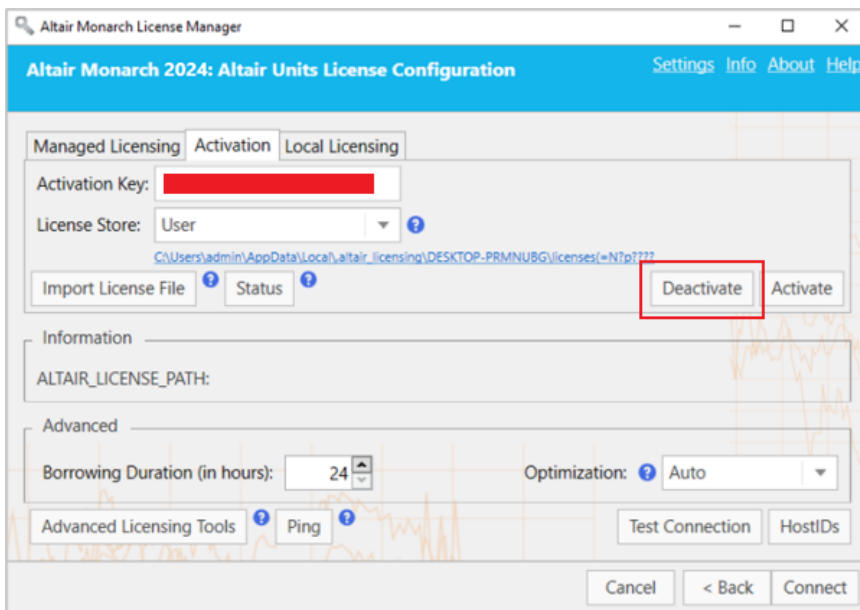 Altair Monarch License Manager
Altair Monarch 2024: Altair Units License Configuration Settings Info About Help
Managed Licensing Activation Local Licensing
Activation Key:
License Store: User
C:\Users\admin\AppData\Local\.altair_licensing\DESKTOP-PRMNUBG\licenses(=N?p????
Import License File ? Status ? Deactivate Activate
Information
ALTAIR_LICENSE_PATH:
Advanced
Borrowing Duration (in hours): 24 Optimization: ? Auto
Advanced Licensing Tools ? Ping ? Test Connection HostIDs
Cancel < Back Connect